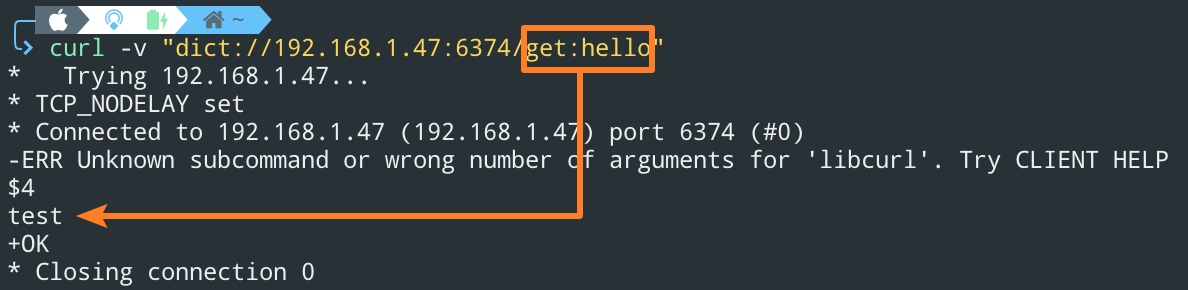 ~
curl -v "dict://192.168.1.47:6374/get:hello"
*   Trying 192.168.1.47...
* TCP_NODELAY set
* Connected to 192.168.1.47 (192.168.1.47) port 6374 (#0)
-ERR Unknown subcommand or wrong number of arguments for 'libcurl'. Try CLIENT HELP
$4
test
+OK
* Closing connection 0